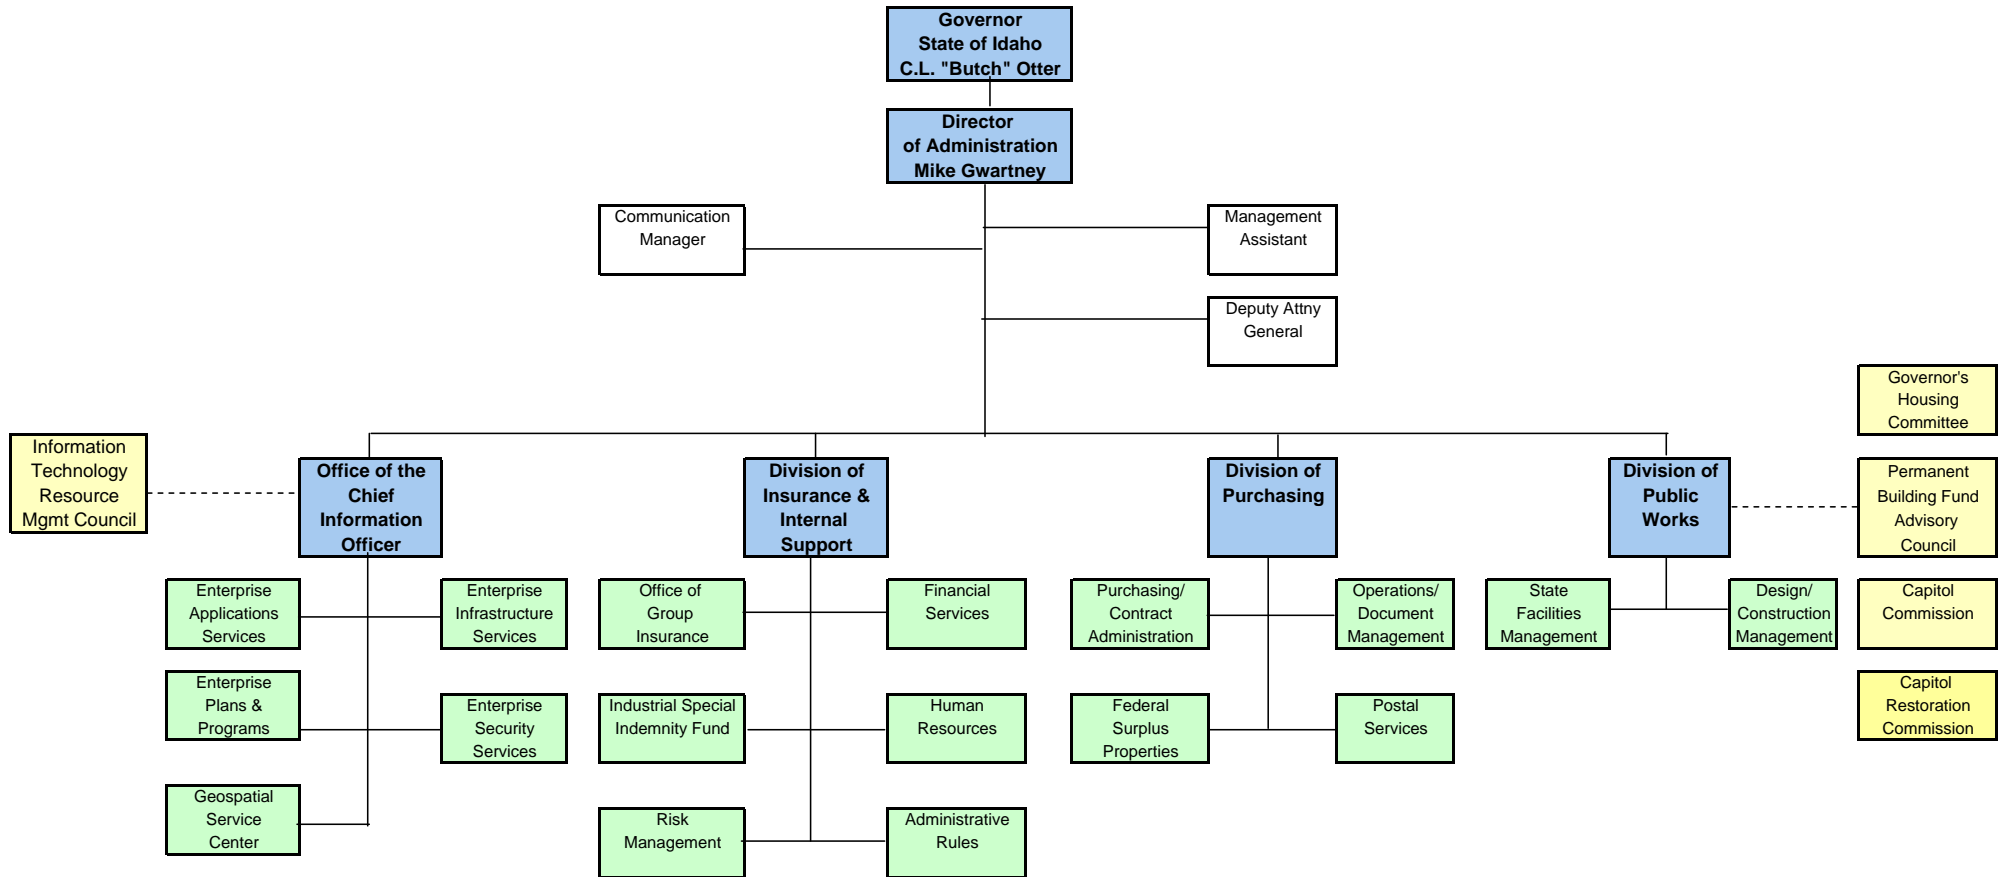 Governor
State of Idaho
C.L. "Butch" Otter
Director
of Administration
Mike Gwartney
Communication
Manager
Management
Assistant
Deputy Attny
General
Governor's
Housing
Committee
Information
Technology
Resource
Mgmt Council
Office of the
Chief
Information
Officer
Division of
Insurance &
Internal
Support
Division of
Purchasing
Division of
Public
Works
Permanent
Building Fund
Advisory
Council
Enterprise
Applications
Services
Enterprise
Infrastructure
Services
Office of
Group
Insurance
Financial
Services
Purchasing/
Contract
Administration
Operations/
Document
Management
State
Facilities
Management
Design/
Construction
Management
Capitol
Commission
Enterprise
Plans &
Programs
Enterprise
Security
Services
Industrial Special
Indemnity Fund
Human
Resources
Federal
Surplus
Properties
Postal
Services
Capitol
Restoration
Commission
Geospatial
Service
Center
Risk
Management
Administrative
Rules